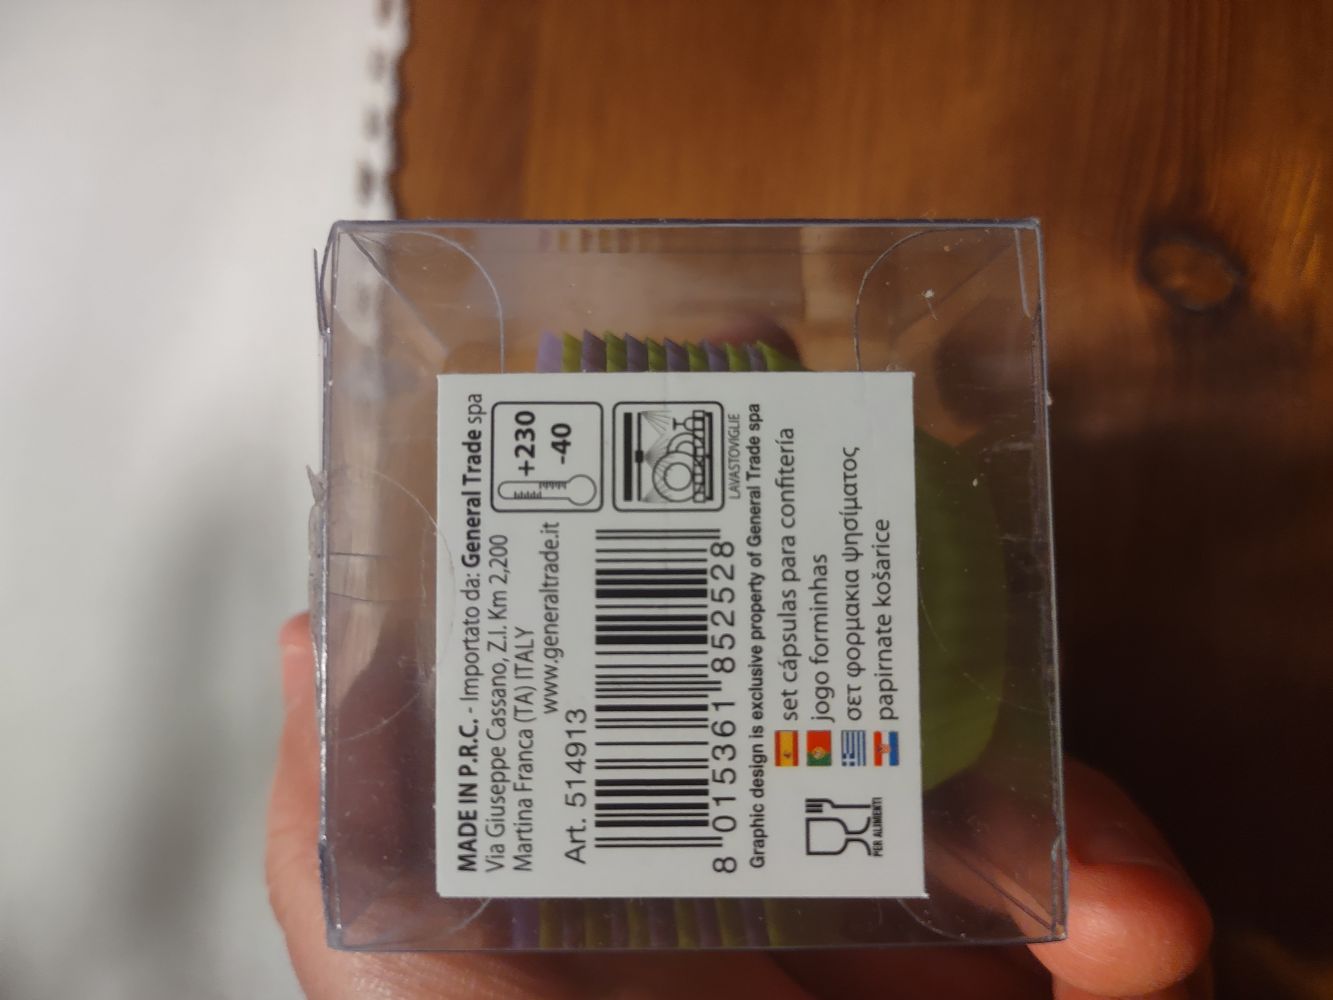 MADE IN P.R.C. - Importato da: General Trade spa
Via Giuseppe Cassano, Z.I. Km 2,200
Martina Franca (TA) ITALY
www.generaltrade.it
Art. 514913
+230
-40
LAVASTOVIGLIE
8 015361 852528
Graphic design is exclusive property of General Trade spa
set cápsulas para confitería
jogo forminhas
σετ φορμακια ψησίματος
papirnate košarice
PER ALIMENTI